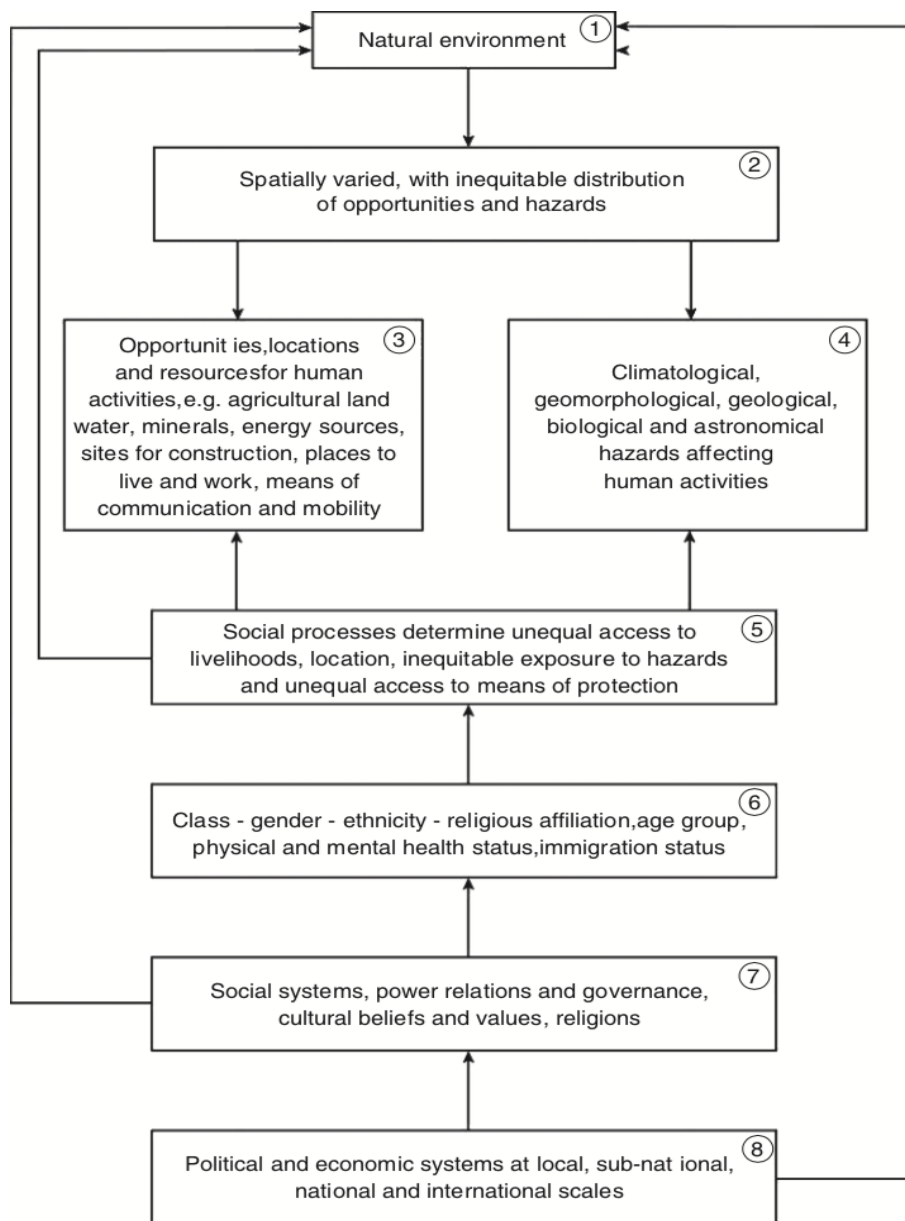 Natural environment
1
2
Spatially varied, with inequitable distribution
of opportunities and hazards
3
Opportunit ies,locations
and resourcesfor human
activities,e.g. agricultural land
water, minerals, energy sources,
sites for construction, places to
live and work, means of
communication and mobility
4
Climatological,
geomorphological, geological,
biological and astronomical
hazards affecting
human activities
5
Social processes determine unequal access to
livelihoods, location, inequitable exposure to hazards
and unequal access to means of protection
6
Class - gender - ethnicity - religious affiliation,age group,
physical and mental health status,immigration status
7
Social systems, power relations and governance,
cultural beliefs and values, religions
8
Political and economic systems at local, sub-nat ional,
national and international scales